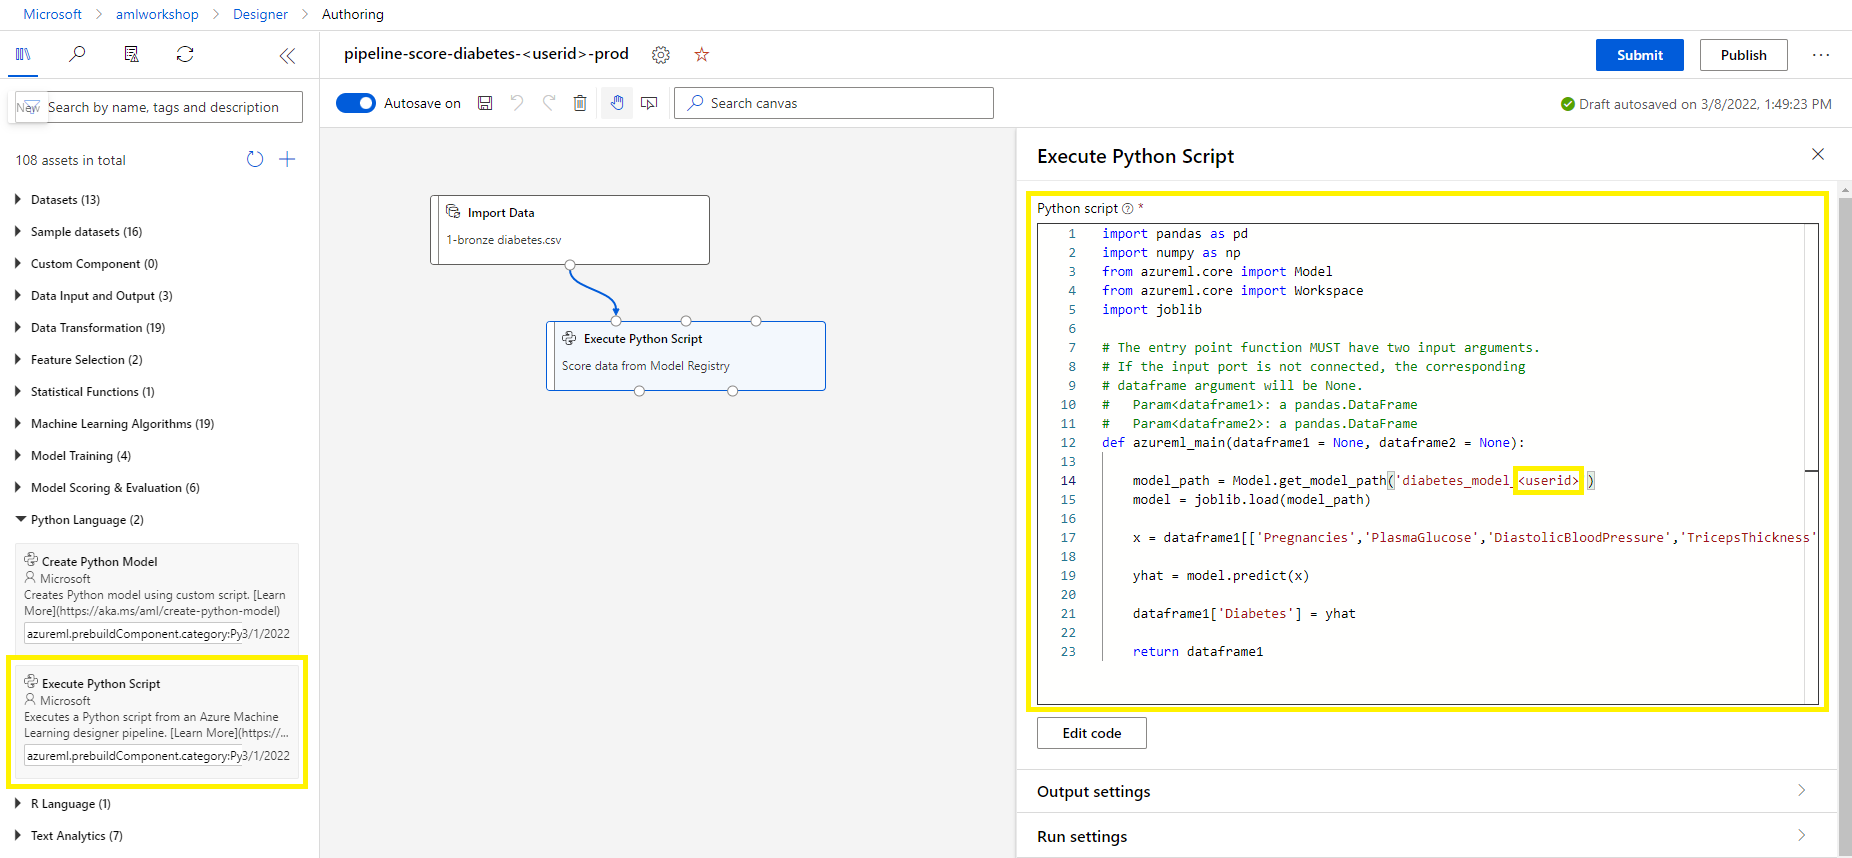 Microsoft > amlworkshop > Designer > Authoring
pipeline-score-diabetes-<userid>-prod
Submit
Publish
New
Search by name, tags and description
Autosave on
Search canvas
Draft autosaved on 3/8/2022, 1:49:23 PM
108 assets in total
Datasets (13)
Sample datasets (16)
Custom Component (0)
Data Input and Output (3)
Data Transformation (19)
Feature Selection (2)
Statistical Functions (1)
Machine Learning Algorithms (19)
Model Training (4)
Model Scoring & Evaluation (6)
Python Language (2)
Create Python Model
Microsoft
Creates Python model using custom script. [Learn
More](https://aka.ms/aml/create-python-model)
azureml.prebuildComponent.category:Py3/1/2022
Execute Python Script
Microsoft
Executes a Python script from an Azure Machine
Learning designer pipeline. [Learn More](https://...
azureml.prebuildComponent.category:Py3/1/2022
R Language (1)
Text Analytics (7)
Import Data
1-bronze diabetes.csv
Execute Python Script
Score data from Model Registry
Execute Python Script
Python script *
1 import pandas as pd
2 import numpy as np
3 from azureml.core import Model
4 from azureml.core import Workspace
5 import joblib
6
7 # The entry point function MUST have two input arguments.
8 # If the input port is not connected, the corresponding
9 # dataframe argument will be None.
10 #   Param<dataframe1>: a pandas.DataFrame
11 #   Param<dataframe2>: a pandas.DataFrame
12 def azureml_main(dataframe1 = None, dataframe2 = None):
13
14     model_path = Model.get_model_path('diabetes_model_<userid> )
15     model = joblib.load(model_path)
16
17     x = dataframe1[['Pregnancies','PlasmaGlucose','DiastolicBloodPressure','TricepsThickness'
18
19     yhat = model.predict(x)
20
21     dataframe1['Diabetes'] = yhat
22
23     return dataframe1
Edit code
Output settings
Run settings